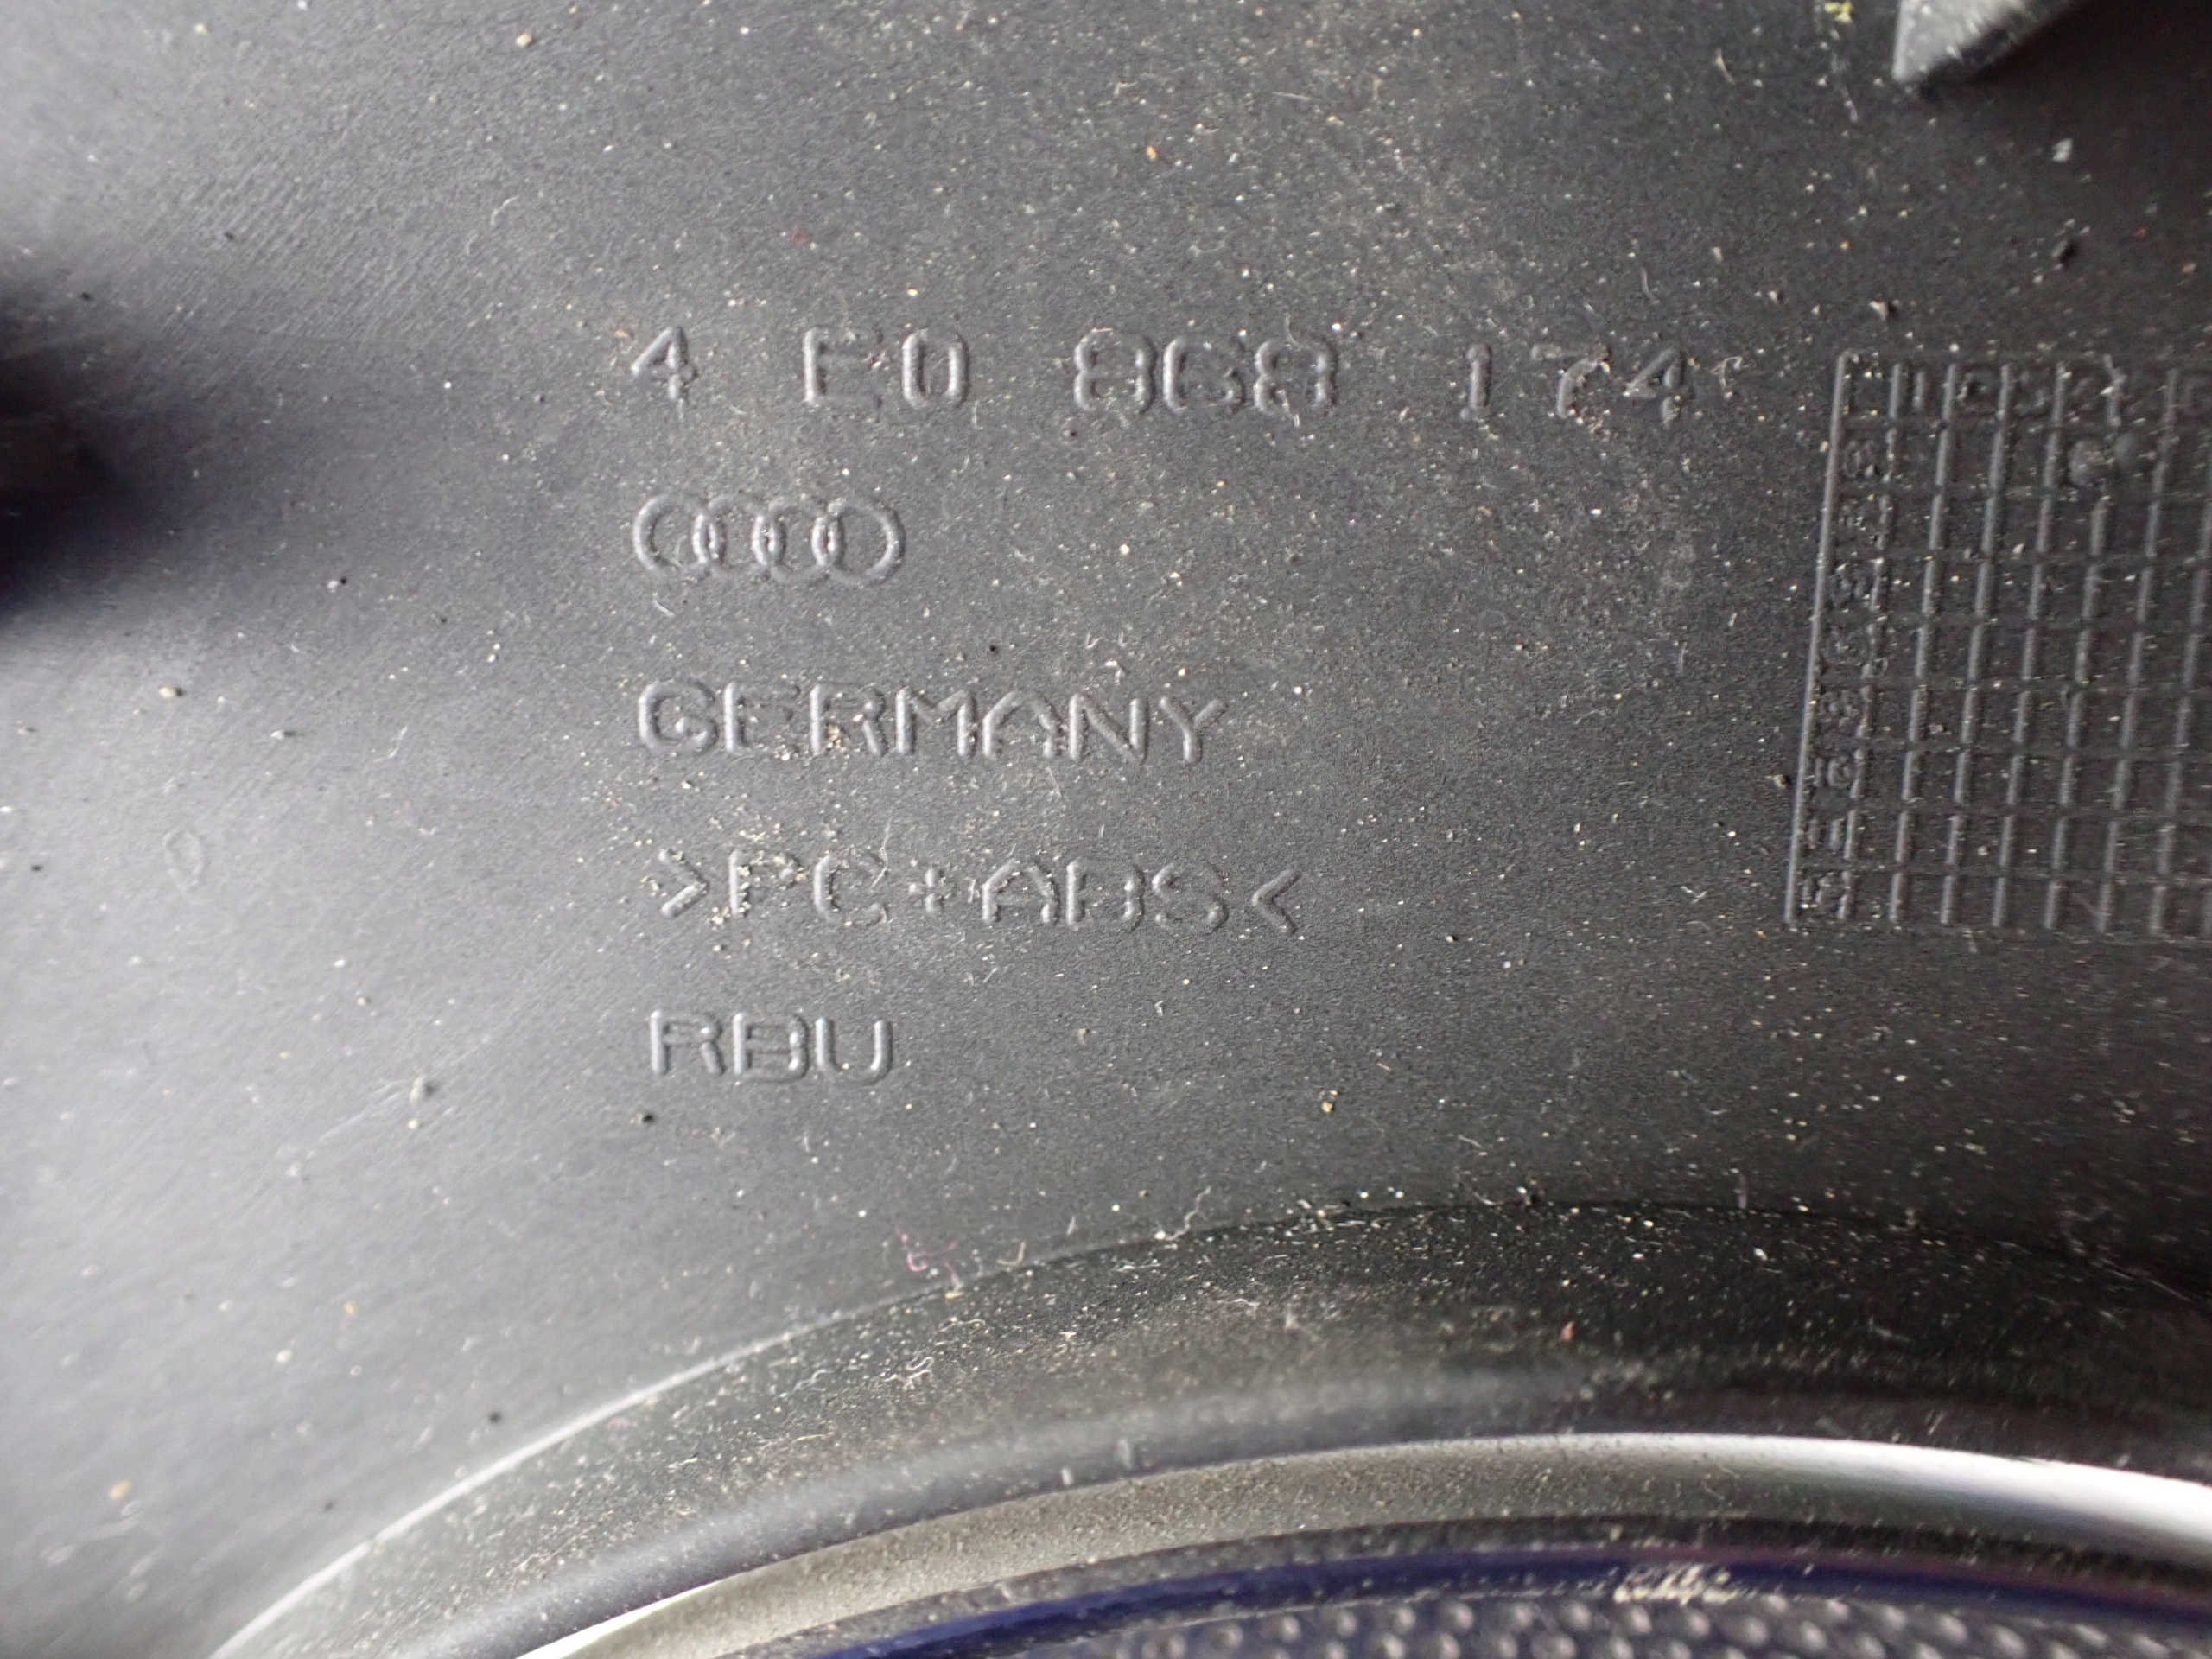 4 E0 868 174
GERMANY
>PC+ABS<
RBU